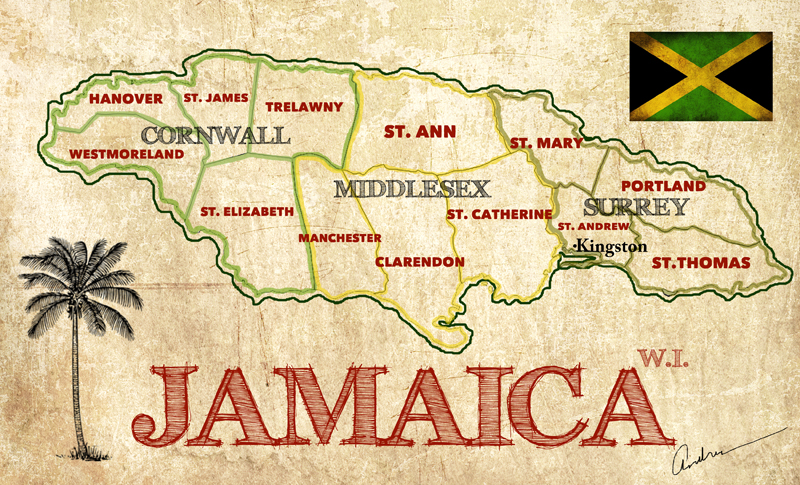 HANOVER
ST. JAMES
TRELAWNY
CORNWALL
WESTMORELAND
ST. ELIZABETH
ST. ANN
MIDDLESEX
MANCHESTER
CLARENDON
ST. CATHERINE
ST. MARY
PORTLAND
SURREY
ST. ANDREW
Kingston
ST.THOMAS
W.I.
JAMAICA